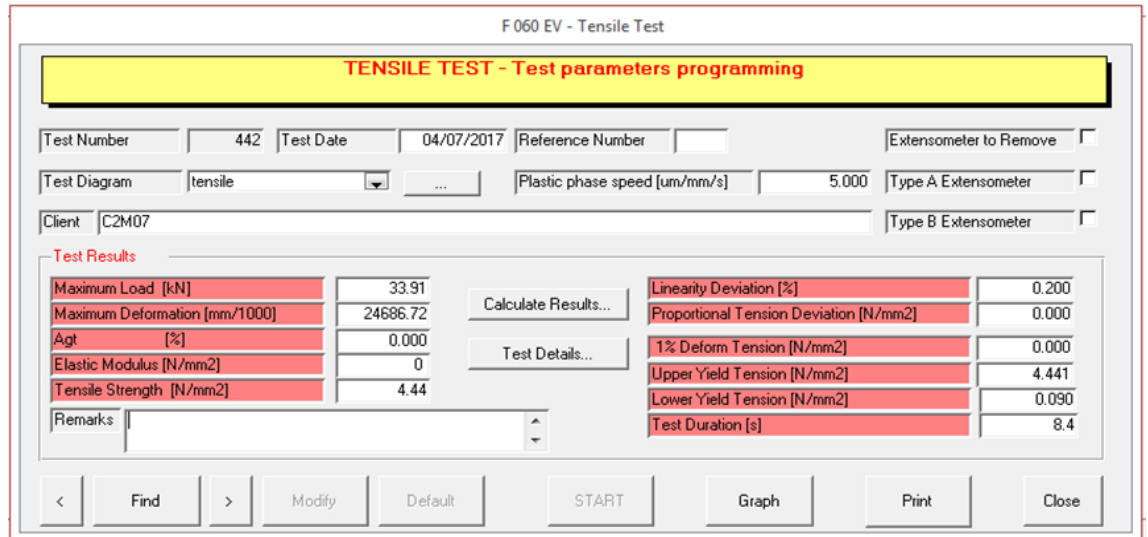 F 060 EV - Tensile Test
TENSILE TEST - Test parameters programming
Test Number 442 Test Date 04/07/2017 Reference Number Extensometer to Remove
Test Diagram tensile ... Plastic phase speed [um/mm/s] 5.000 Type A Extensometer
Client C2M07 Type B Extensometer
Test Results
Maximum Load [kN] 33.91 Calculate Results... Linearity Deviation [%] 0.200
Maximum Deformation [mm/1000] 24686.72 Proportional Tension Deviation [N/mm2] 0.000
Agt [%] 0.000 Test Details... 1% Deform Tension [N/mm2] 0.000
Elastic Modulus [N/mm2] 0 Upper Yield Tension [N/mm2] 4.441
Tensile Strength [N/mm2] 4.44 Lower Yield Tension [N/mm2] 0.090
Remarks Test Duration [s] 8.4
< Find > Modify Default START Graph Print Close